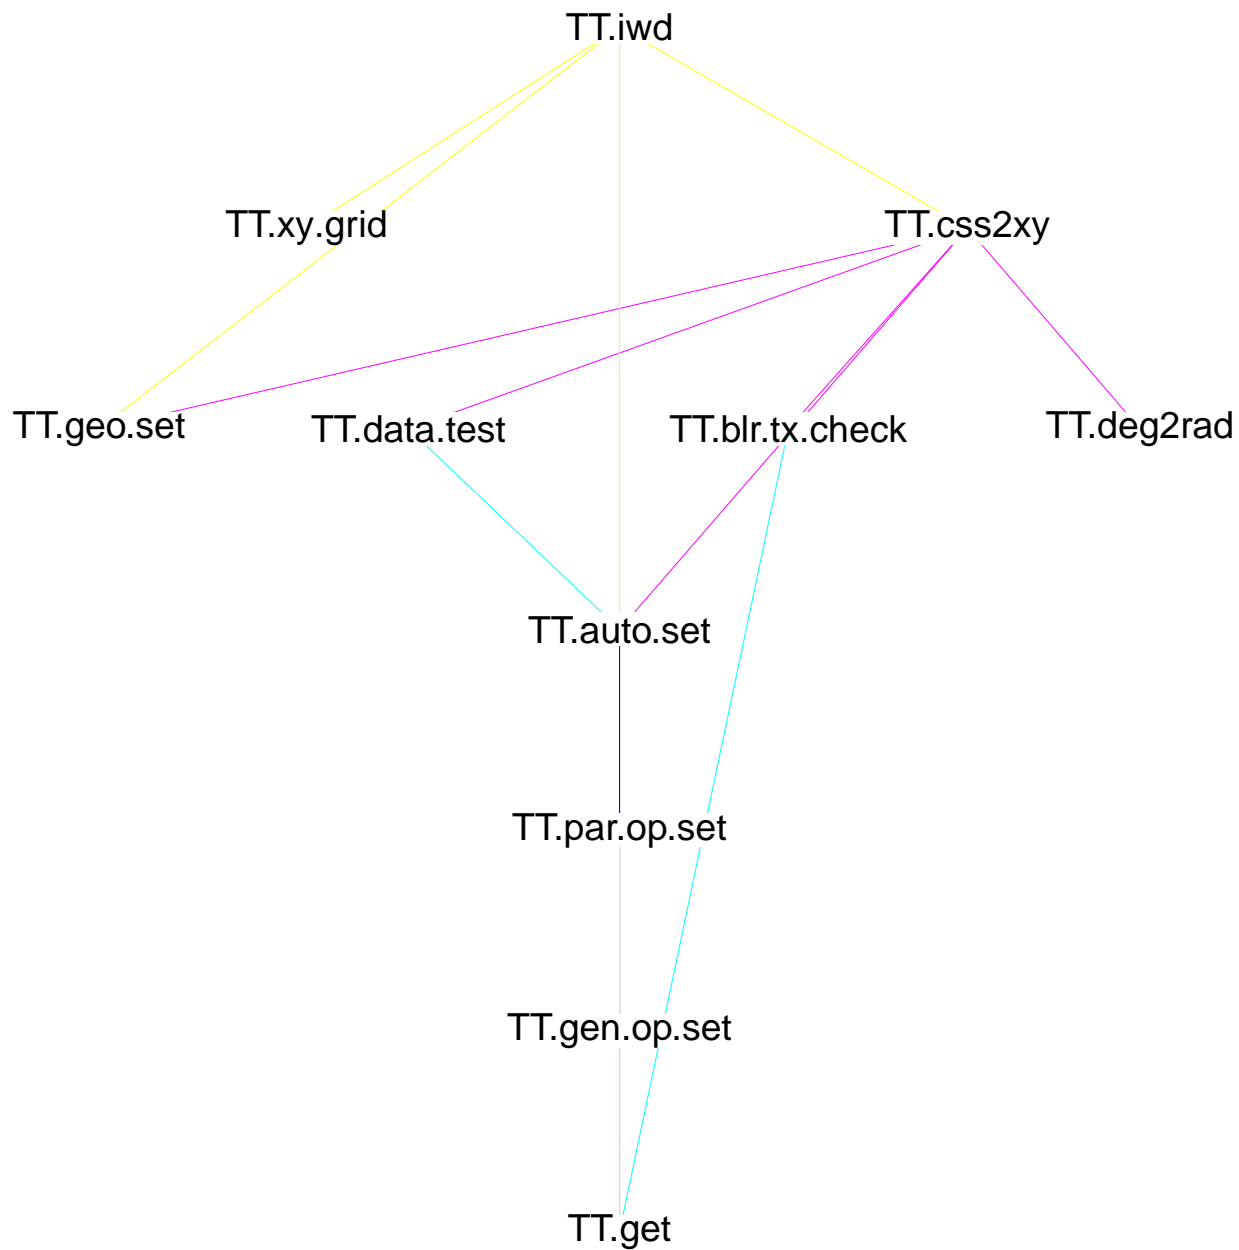 TT.iwd
TT.xy.grid
TT.css2xy
TT.geo.set
TT.data.test
TT.blr.tx.check
TT.deg2rad
TT.auto.set
TT.par.op.set
TT.gen.op.set
TT.get